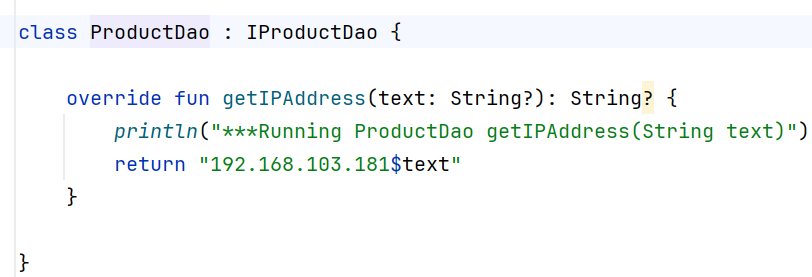 class ProductDao : IProductDao {
override fun getIPAddress(text: String?): String? {
println("***Running ProductDao getIPAddress(String text)")
return "192.168.103.181$text"
}
}